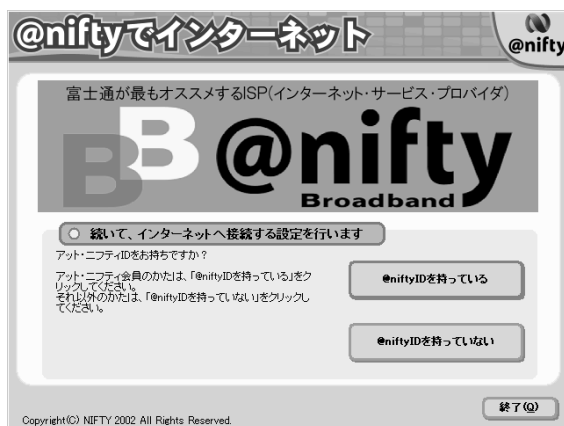 @niftyでインターネット
@nifty
富士通が最もオススメするISP(インターネット・サービス・プロバイダ)
BB @nifty
Broadband
続いて、インターネットへ接続する設定を行います
アット・ニフティIDをお持ちですか？
アット・ニフティ会員のかたは、「@niftyIDを持っている」をク
リックしてください。
それ以外のかたは、「@niftyIDを持っていない」をクリックし
てください。
@niftyIDを持っている
@niftyIDを持っていない
終了(Q)
Copyright(C) NIFTY 2002 All Rights Reserved.